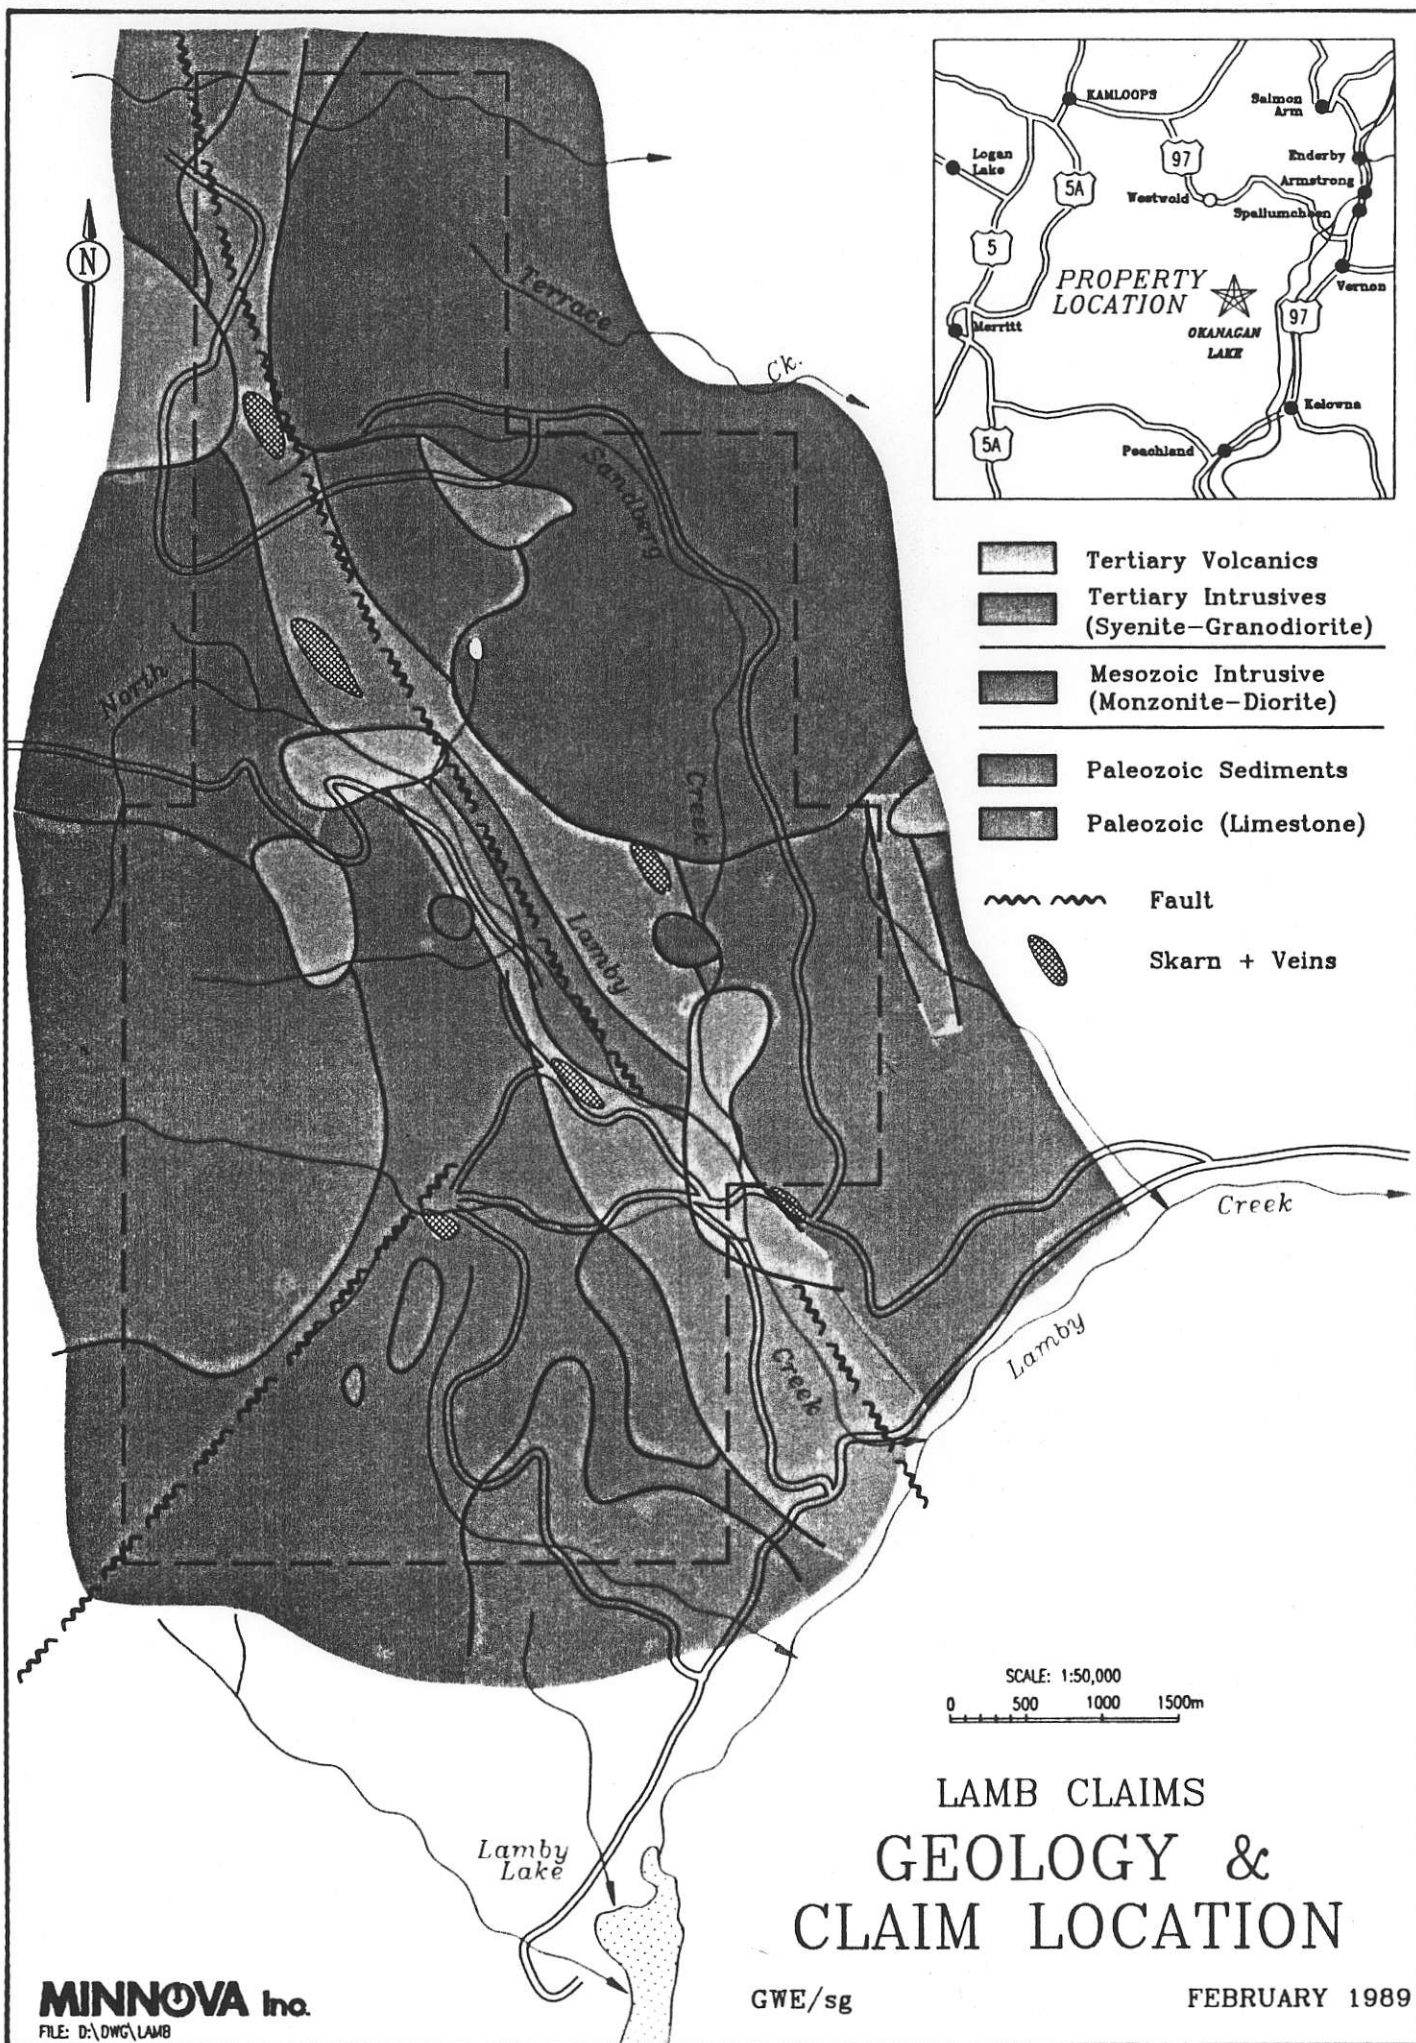 KAMLOOPS
Salmon
Arm
Logan
Lake
97
Enderby
5A
Armstrong
Westwold
Spallumcheen
5
PROPERTY
LOCATION
Vernon
Merritt
OKANAGAN
LAKE
97
Kelowna
5A
Peachland
N
Terrace
Ck.
Sandberg
Creek
North
Lamby
Creek
Creek
Lamby
Lamby
Lake
Tertiary Volcanics
Tertiary Intrusives
(Syenite-Granodiorite)
Mesozoic Intrusive
(Monzonite-Diorite)
Paleozoic Sediments
Paleozoic (Limestone)
Fault
Skarn + Veins
SCALE: 1:50,000
0 500 1000 1500m
LAMB CLAIMS
GEOLOGY &
CLAIM LOCATION
GWE/sg FEBRUARY 1989
MINNOVA Inc.
FILE: D:\DWG\LAMB